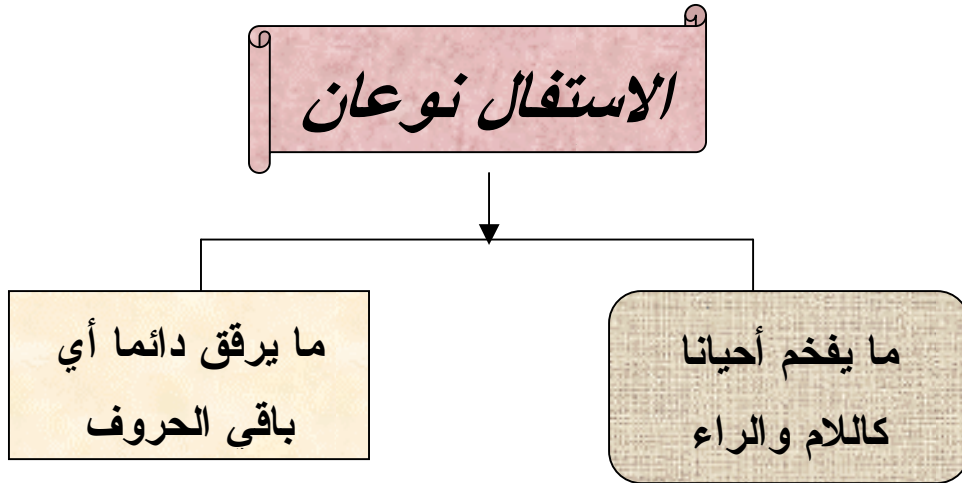 الاستفال نوعان
ما يفخم أحيانا
كاللام والراء
ما يرقق دائما أي
باقي الحروف